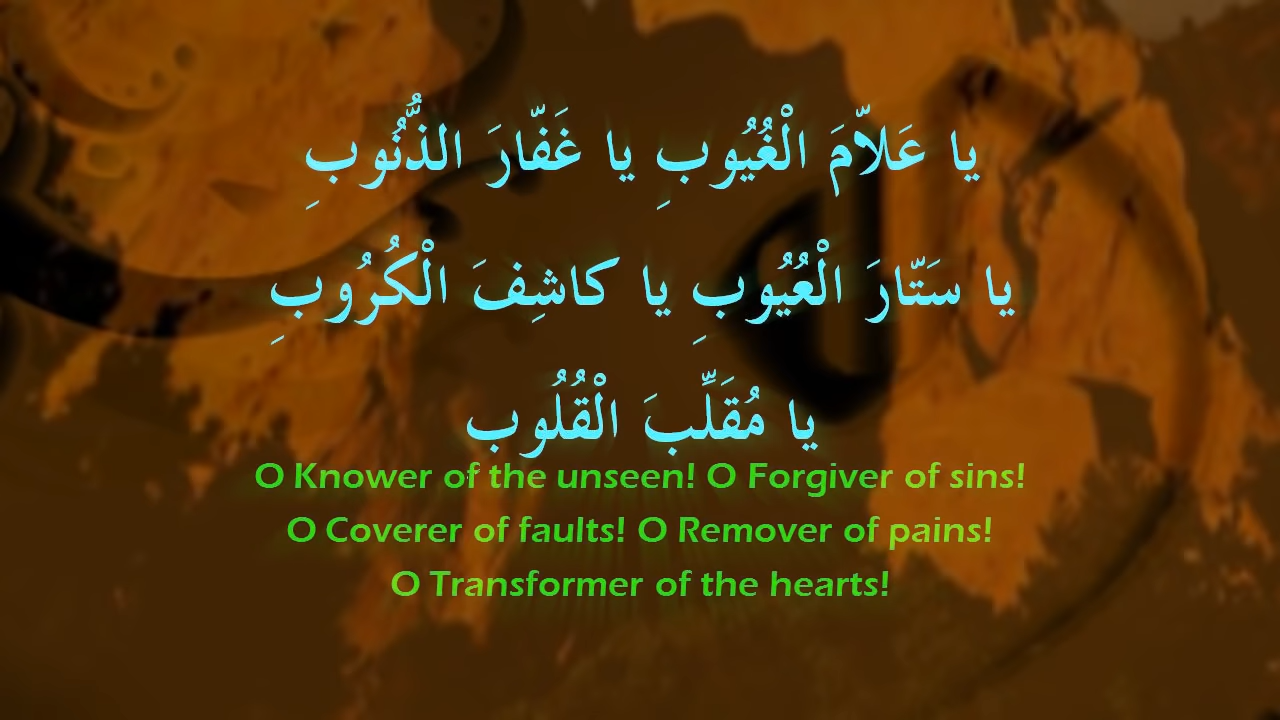 يا عَلاّمَ الْغُيُوبِ يا غَفّارَ الذُّنُوبِ
يا سَتّارَ الْعُيُوبِ يا كاشِفَ الْكُرُوبِ
يا مُقَلِّبَ الْقُلُوبِ
O Knower of the unseen! O Forgiver of sins!
O Coverer of faults! O Remover of pains!
O Transformer of the hearts!